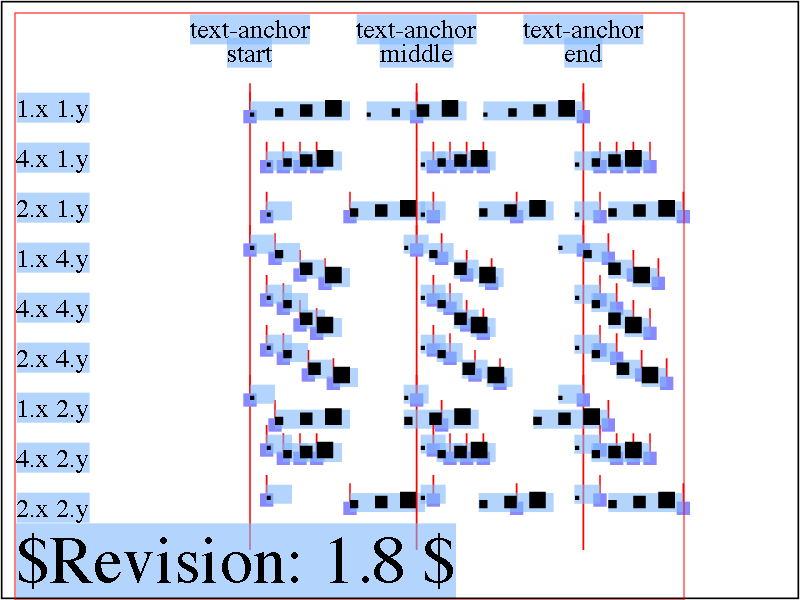 text-anchor text-anchor text-anchor
start middle end
1.x 1.y
4.x 1.y
2.x 1.y
1.x 4.y
4.x 4.y
2.x 4.y
1.x 2.y
4.x 2.y
2.x 2.y
$Revision: 1.8 $